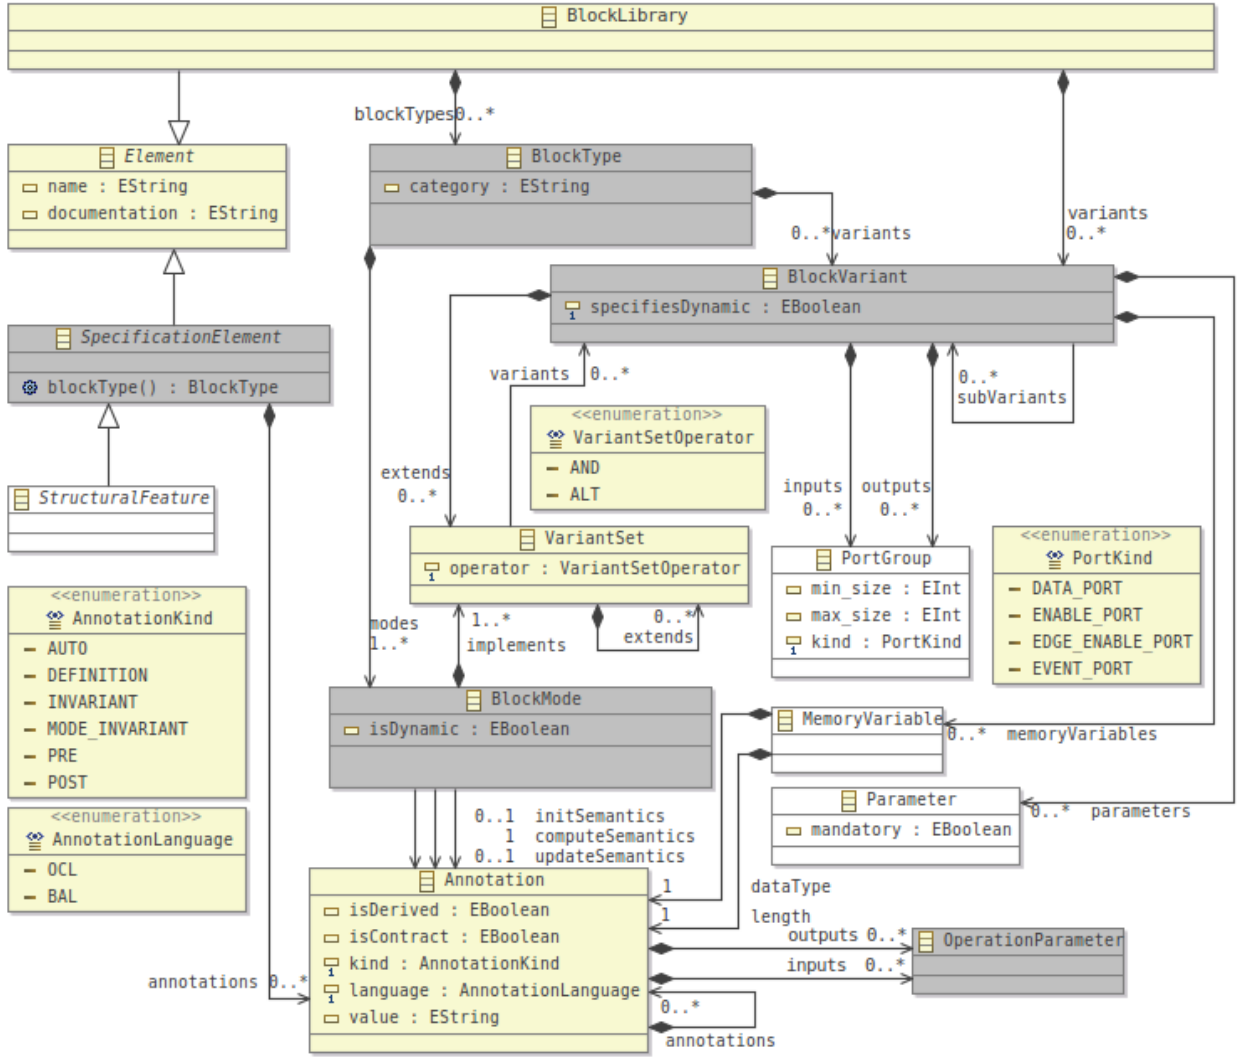 BlockLibrary
blockTypes 0..*
variants
0..*
Element
name : EString
documentation : EString
BlockType
category : EString
0..* variants
BlockVariant
specifiesDynamic : EBoolean
SpecificationElement
blockType() : BlockType
variants 0..*
0..*
subVariants
<<enumeration>>
VariantSetOperator
AND
ALT
extends
0..*
inputs
0..*
outputs
0..*
StructuralFeature
VariantSet
operator : VariantSetOperator
PortGroup
min_size : EInt
max_size : EInt
kind : PortKind
<<enumeration>>
PortKind
DATA_PORT
ENABLE_PORT
EDGE_ENABLE_PORT
EVENT_PORT
<<enumeration>>
AnnotationKind
AUTO
DEFINITION
INVARIANT
MODE_INVARIANT
PRE
POST
modes
1..*
1..*
implements
0..*
extends
BlockMode
isDynamic : EBoolean
MemoryVariable
0..* memoryVariables
Parameter
mandatory : EBoolean
0..* parameters
<<enumeration>>
AnnotationLanguage
OCL
BAL
0..1 initSemantics
1 computeSemantics
0..1 updateSemantics
Annotation
isDerived : EBoolean
isContract : EBoolean
kind : AnnotationKind
language : AnnotationLanguage
value : EString
1 dataType
1 length
outputs 0..*
inputs 0..*
OperationParameter
annotations 0..*
0..*
annotations